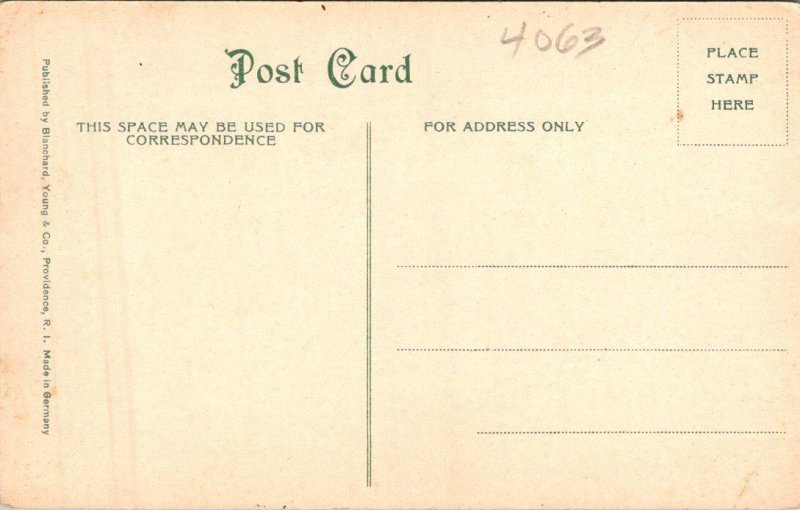 Post Card
4063
PLACE
STAMP
HERE
THIS SPACE MAY BE USED FOR
CORRESPONDENCE
FOR ADDRESS ONLY
Published by Blanchard, Young & Co., Providence, R. I. Made in Germany